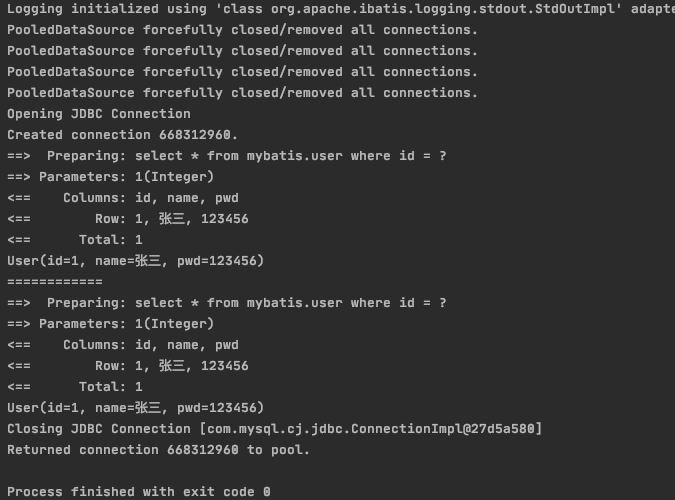 Logging initialized using 'class org.apache.ibatis.logging.stdout.StdOutImpl' adapte
PooledDataSource forcefully closed/removed all connections.
PooledDataSource forcefully closed/removed all connections.
PooledDataSource forcefully closed/removed all connections.
PooledDataSource forcefully closed/removed all connections.
Opening JDBC Connection
Created connection 668312960.
==>  Preparing: select * from mybatis.user where id = ?
==> Parameters: 1(Integer)
<==    Columns: id, name, pwd
<==        Row: 1, 张三, 123456
<==      Total: 1
User(id=1, name=张三, pwd=123456)
============
==>  Preparing: select * from mybatis.user where id = ?
==> Parameters: 1(Integer)
<==    Columns: id, name, pwd
<==        Row: 1, 张三, 123456
<==      Total: 1
User(id=1, name=张三, pwd=123456)
Closing JDBC Connection [com.mysql.cj.jdbc.ConnectionImpl@27d5a580]
Returned connection 668312960 to pool.
Process finished with exit code 0